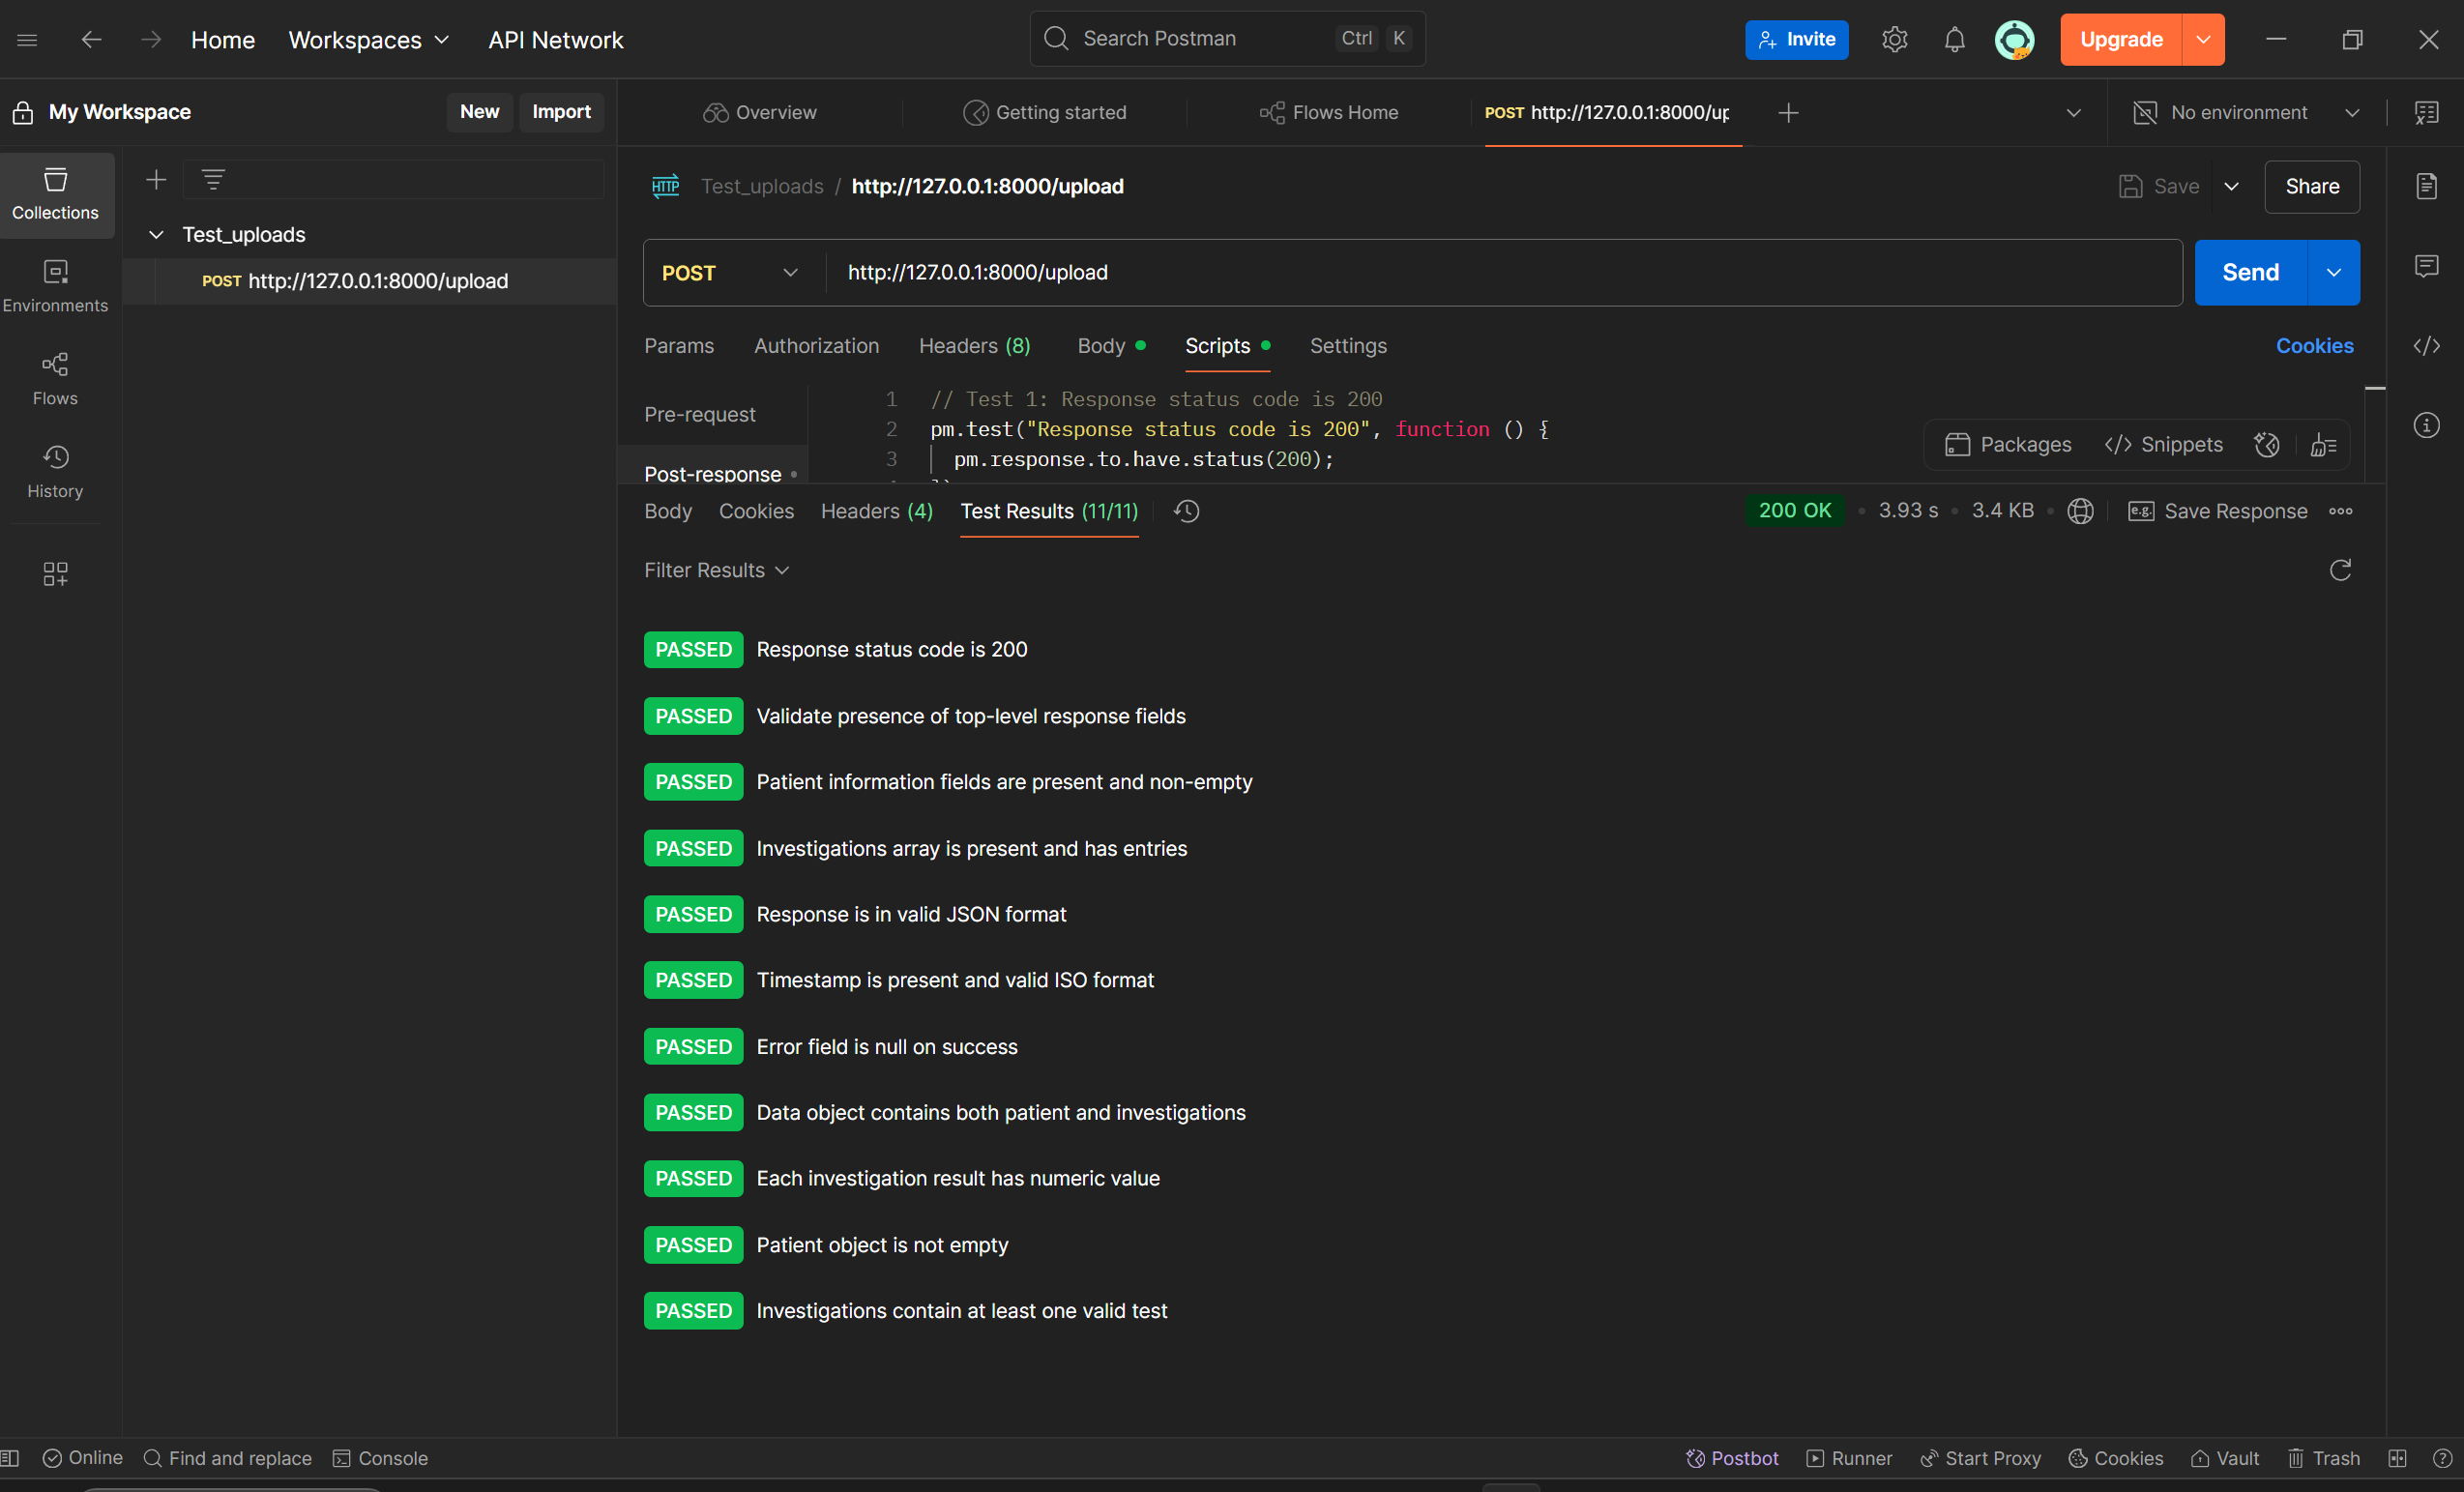 Home Workspaces API Network Search Postman Ctrl K Invite Upgrade
My Workspace New Import
Overview Getting started Flows Home POST http://127.0.0.1:8000/up No environment
Collections
Environments
Flows
History
Test_uploads
POST http://127.0.0.1:8000/upload
HTTP Test_uploads / http://127.0.0.1:8000/upload Save Share
POST http://127.0.0.1:8000/upload Send
Params Authorization Headers (8) Body Scripts Settings Cookies
Pre-request
Post-response
1 // Test 1: Response status code is 200
2 pm.test("Response status code is 200", function () {
3 pm.response.to.have.status(200);
Packages </> Snippets
Body Cookies Headers (4) Test Results (11/11) 200 OK • 3.93 s • 3.4 KB • e.g. Save Response
Filter Results
PASSED Response status code is 200
PASSED Validate presence of top-level response fields
PASSED Patient information fields are present and non-empty
PASSED Investigations array is present and has entries
PASSED Response is in valid JSON format
PASSED Timestamp is present and valid ISO format
PASSED Error field is null on success
PASSED Data object contains both patient and investigations
PASSED Each investigation result has numeric value
PASSED Patient object is not empty
PASSED Investigations contain at least one valid test
Online Find and replace Console Postbot Runner Start Proxy Cookies Vault Trash